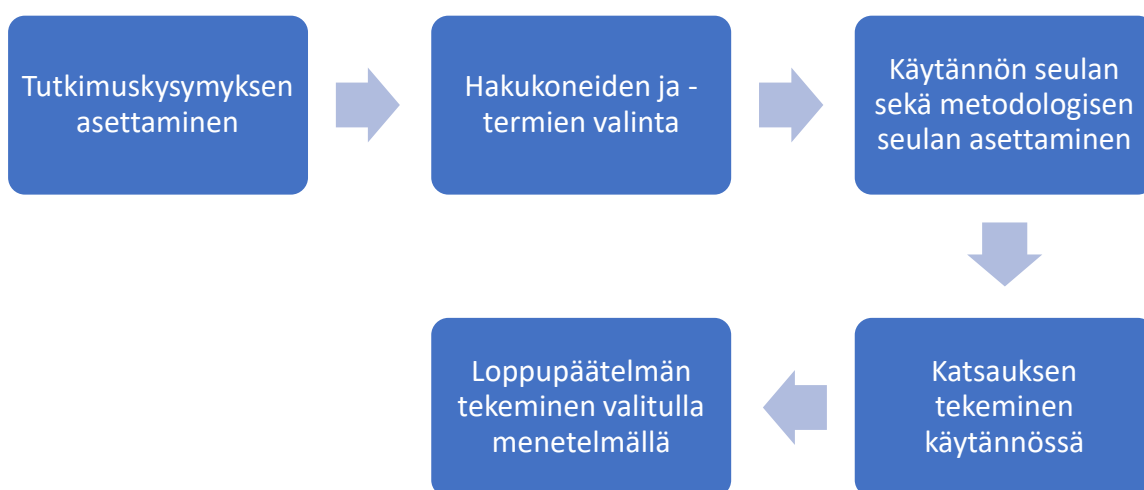 Tutkimuskysymyksen
asettaminen
Hakukoneiden ja -
termien valinta
Käytännön seulan
sekä metodologisen
seulan asettaminen
Katsauksen
tekeminen
käytännössä
Loppupäätelmän
tekeminen valitulla
menetelmällä